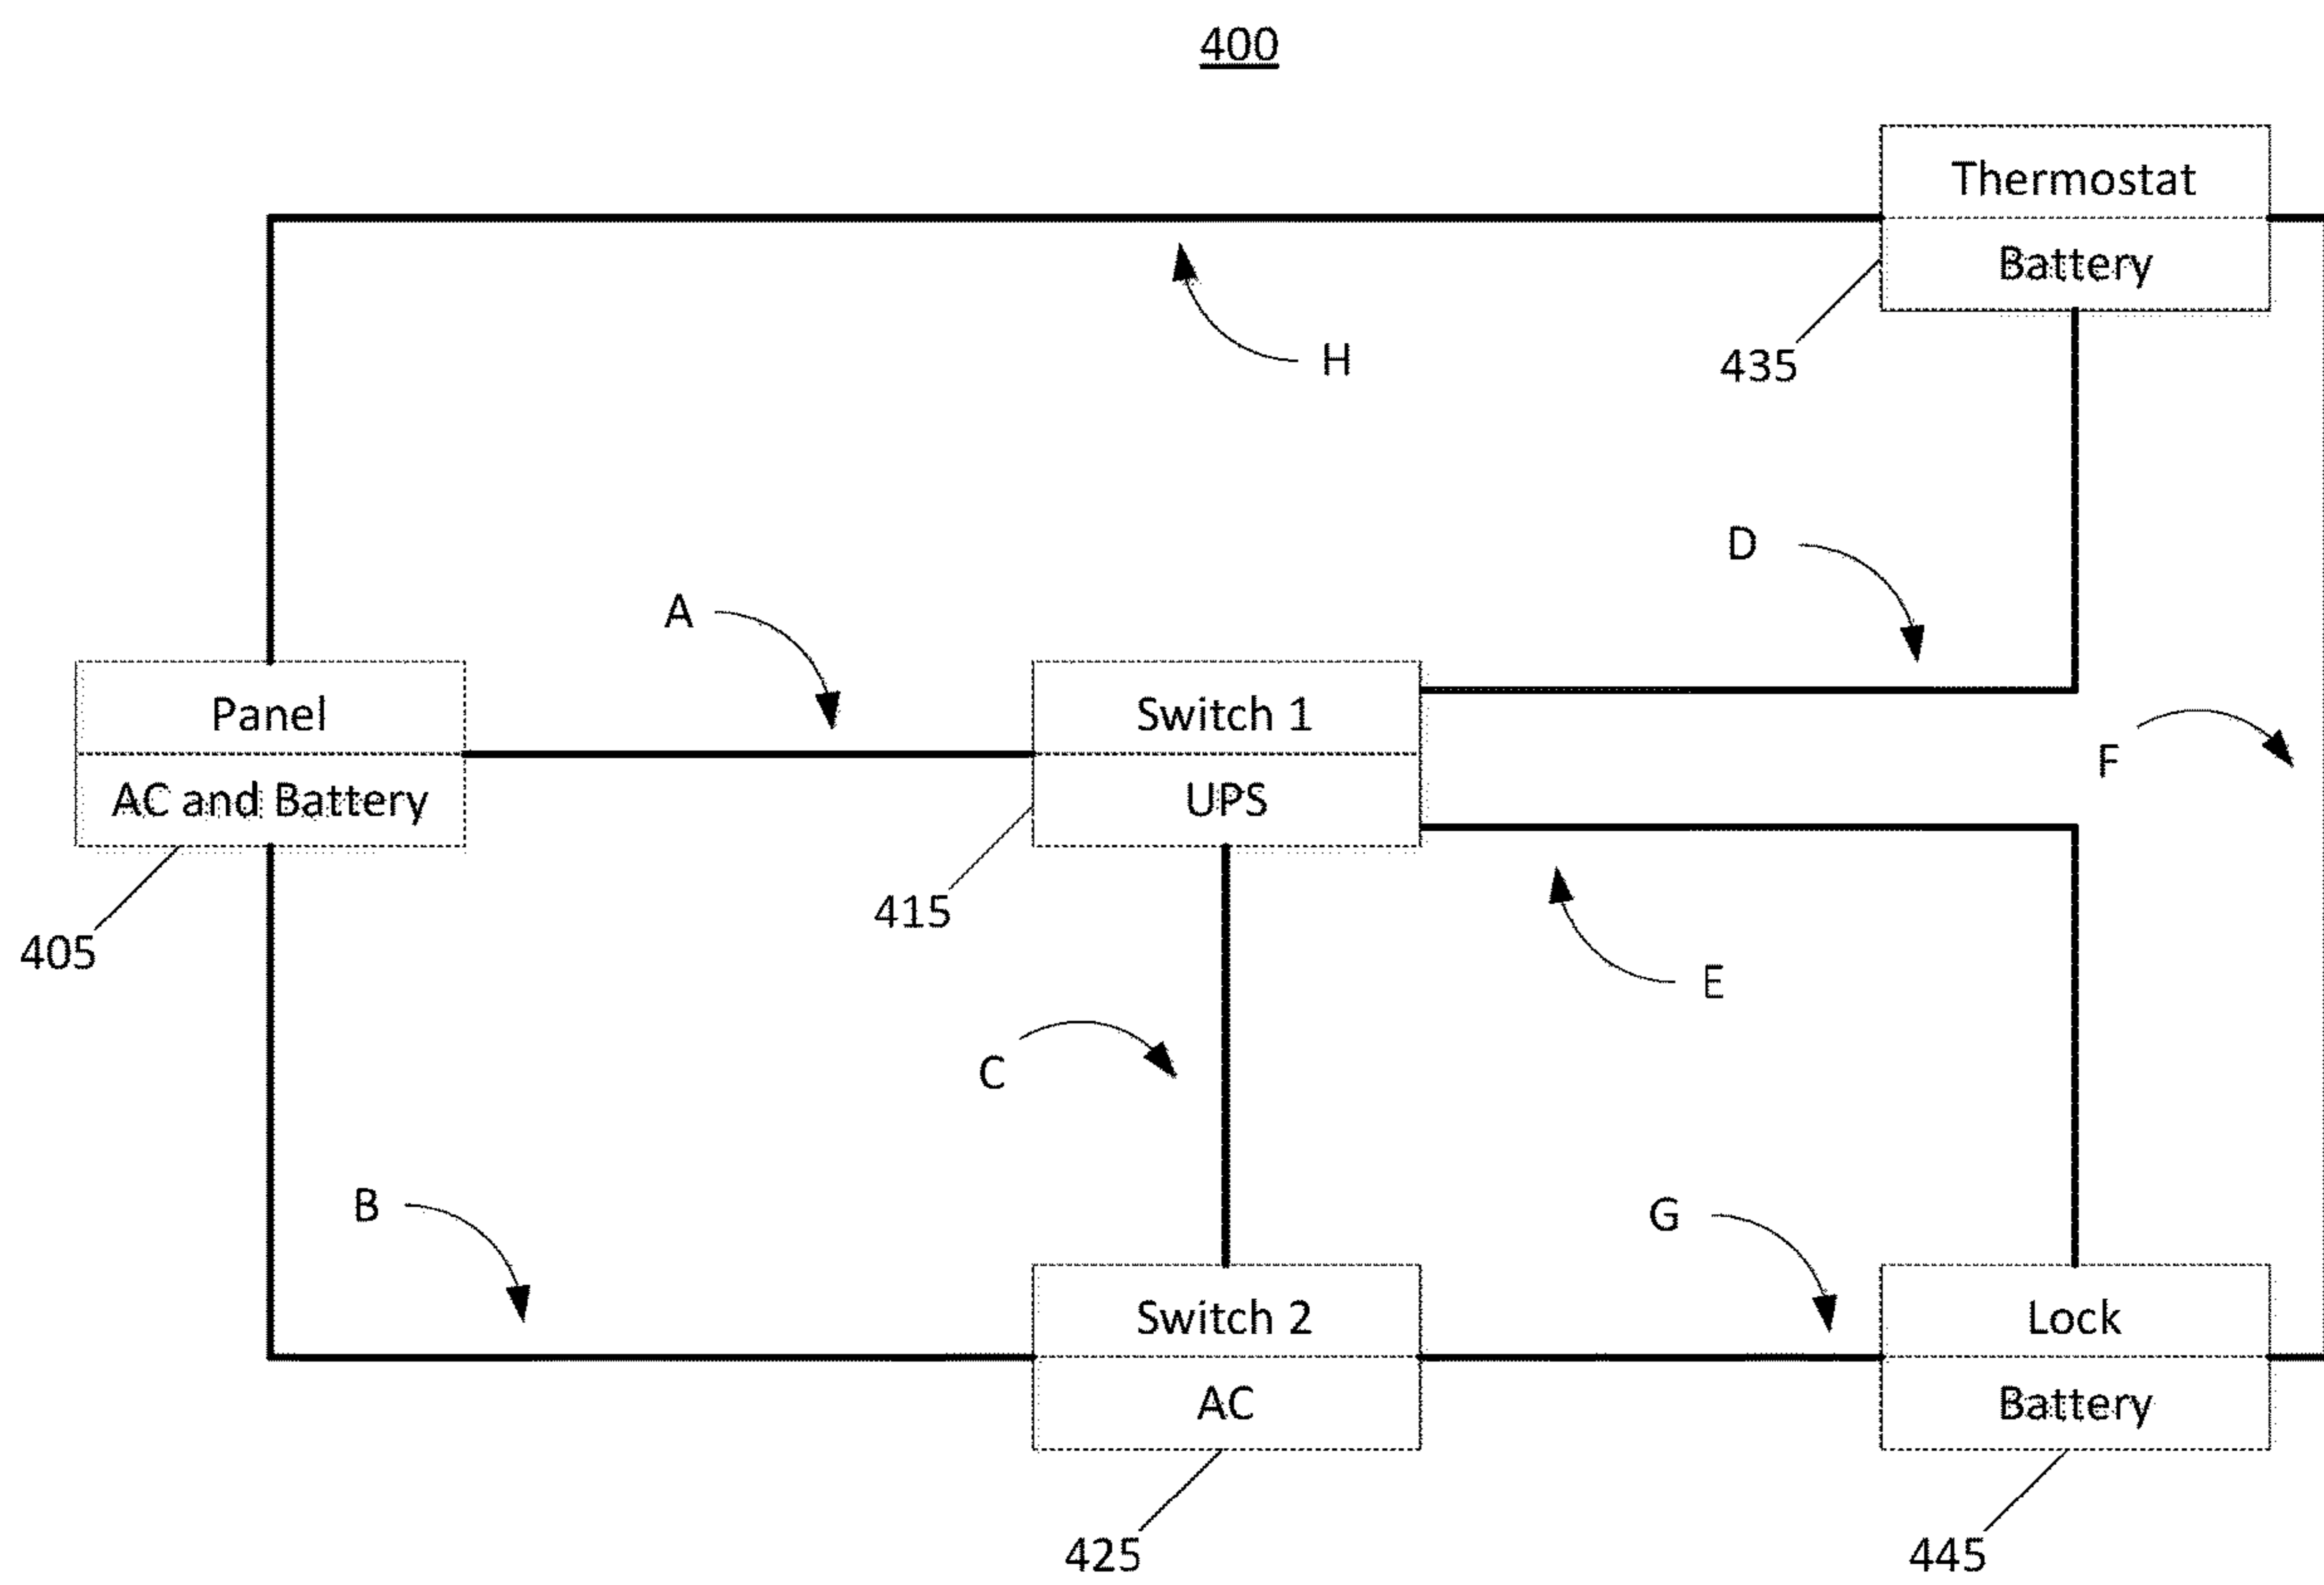 400
Thermostat
Battery
435
H
D
A
F
Panel
AC and Battery
405
Switch 1
UPS
415
E
C
B
G
Switch 2
AC
425
Lock
Battery
445